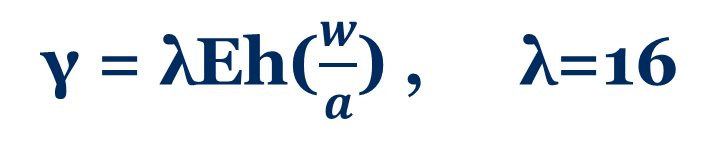 γ = λEh(w/a) , λ=16